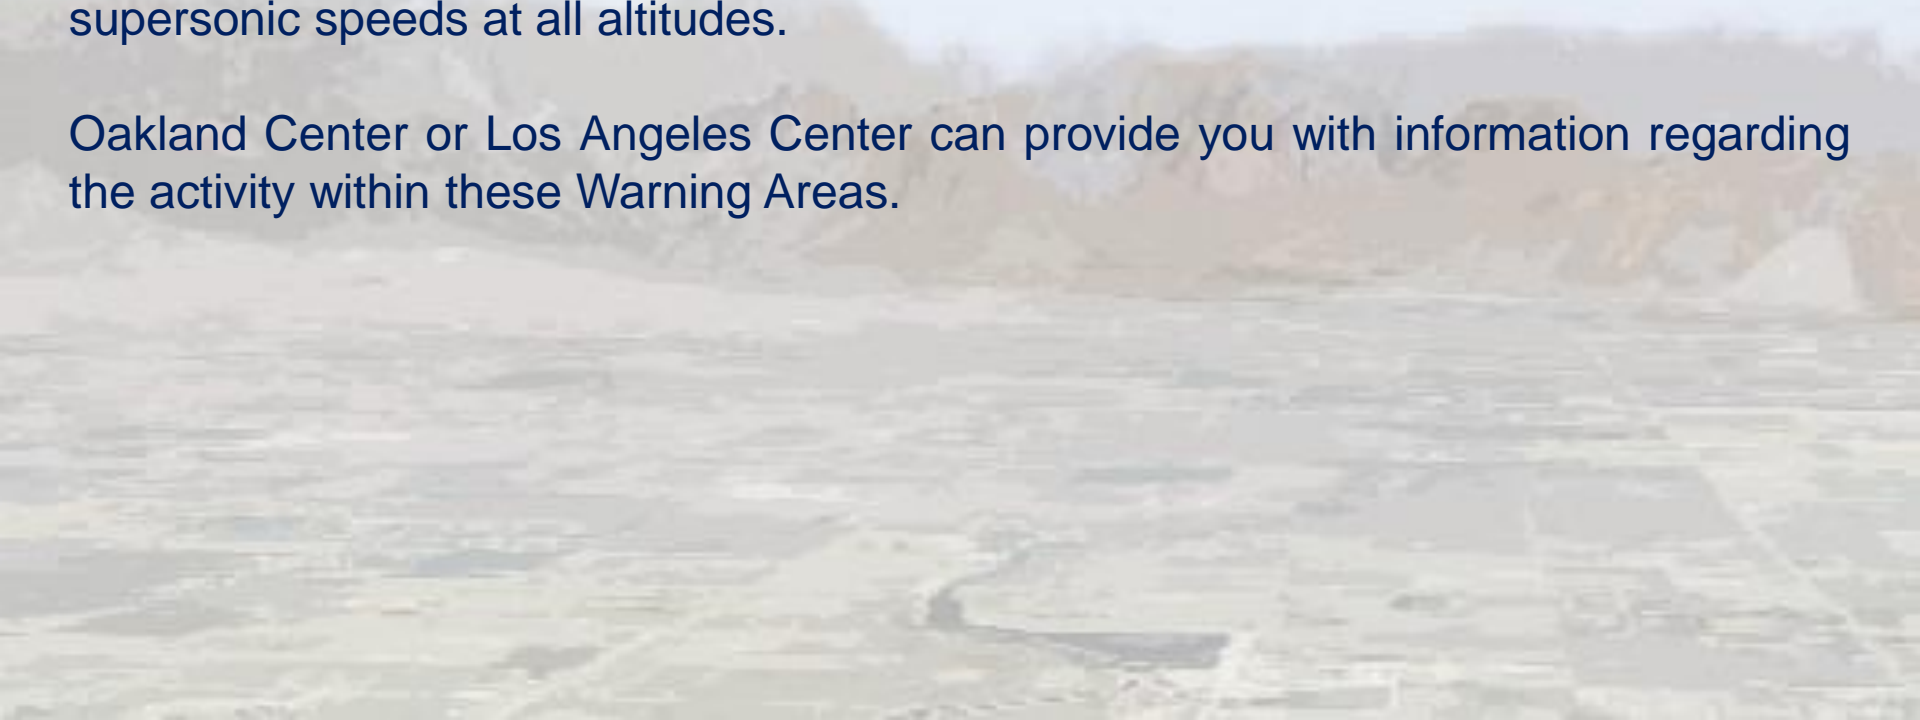 supersonic speeds at all altitudes.
Oakland Center or Los Angeles Center can provide you with information regarding
the activity within these Warning Areas.